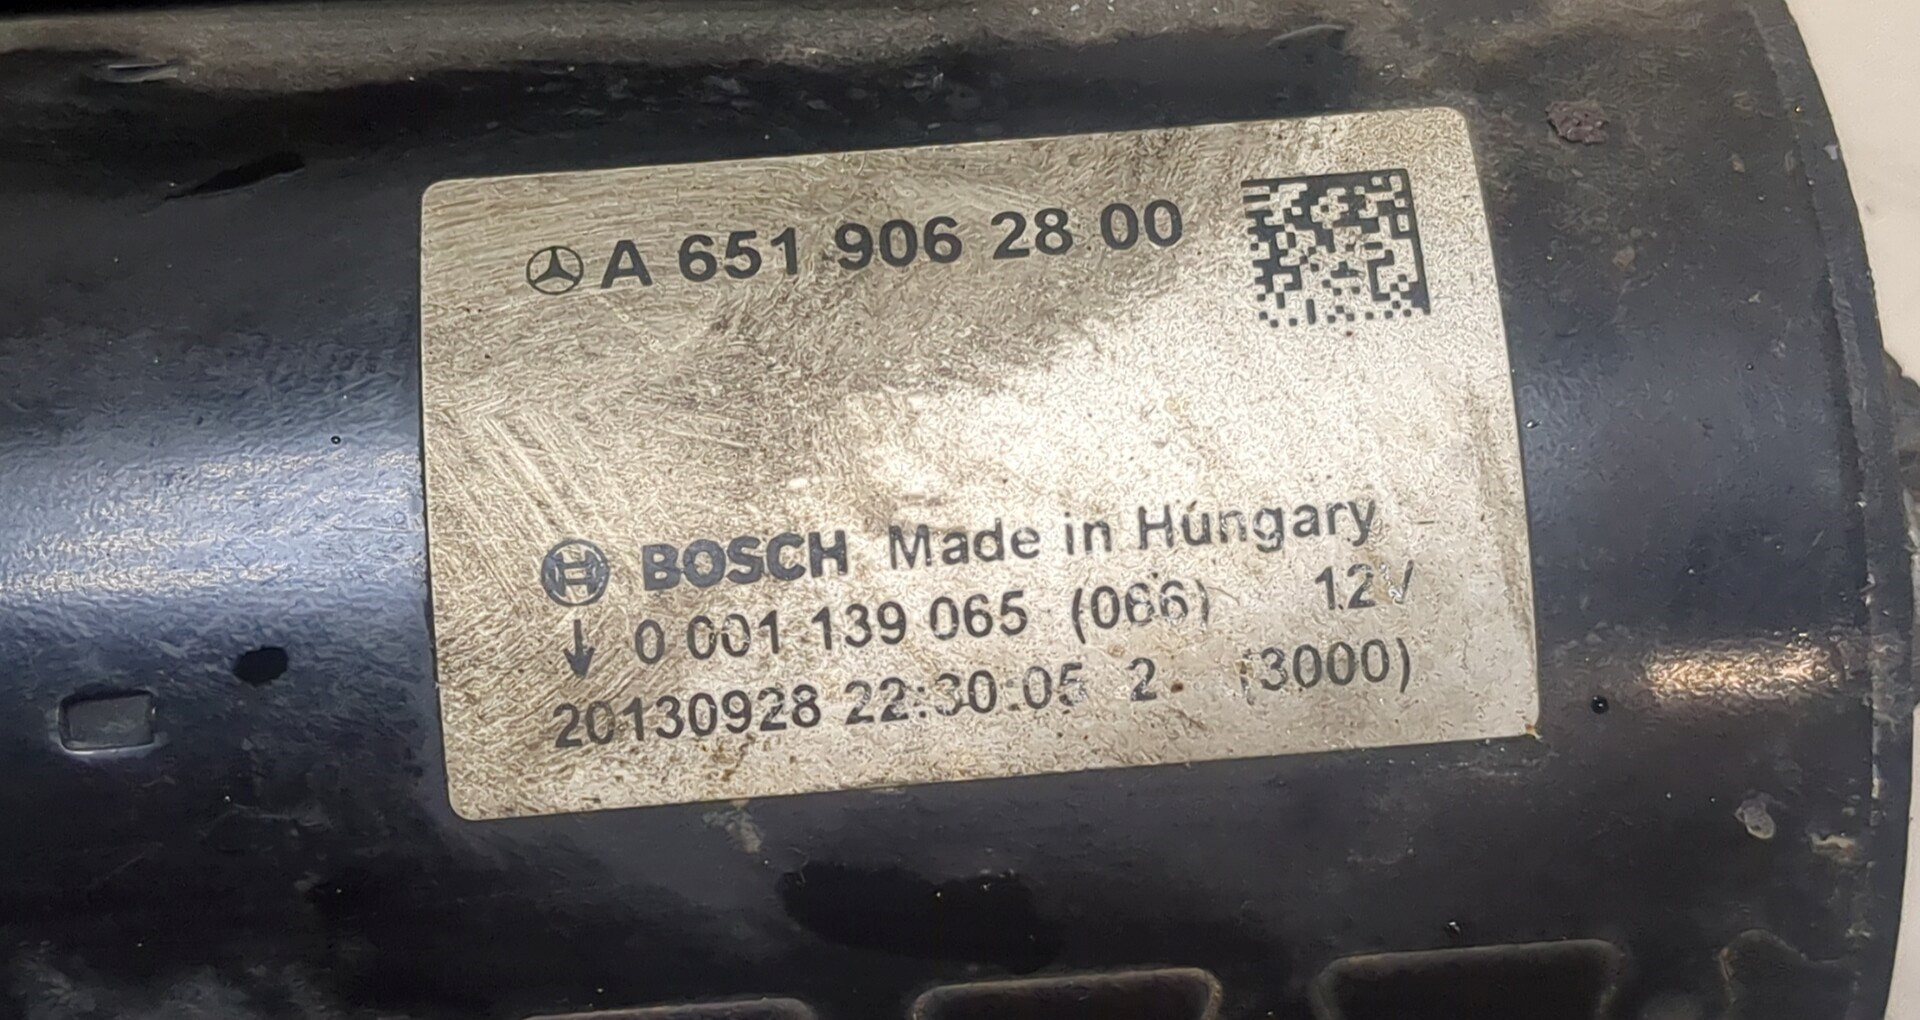 A 651 906 28 00
BOSCH Made in Hungary
↓ 0 001 139 065 (066) 12V
20130928 22:30:05 2 (3000)